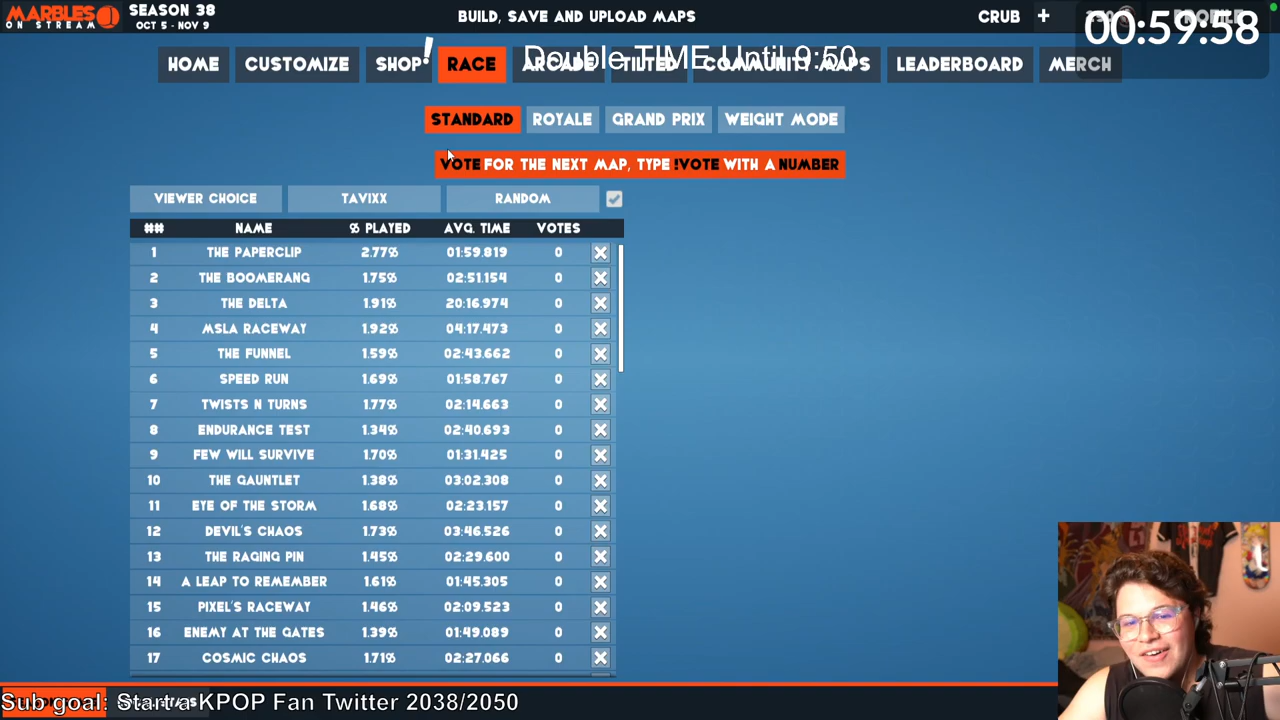 MARBLES
ON STREAM
SEASON 38
OCT 5 - NOV 9
BUILD, SAVE AND UPLOAD MAPS
CRUB +
PROFILE
00:59:58
Double TIME Until 9:50
HOME CUSTOMIZE SHOP! RACE ARCADE TILTED COMMUNITY MAPS LEADERBOARD MERCH
STANDARD ROYALE GRAND PRIX WEIGHT MODE
VOTE FOR THE NEXT MAP, TYPE !VOTE WITH A NUMBER
VIEWER CHOICE TAVIXX RANDOM
## NAME % PLAYED AVG. TIME VOTES
1 THE PAPERCLIP 2.77% 01:59.819 0
2 THE BOOMERANG 1.75% 02:51.154 0
3 THE DELTA 1.91% 20:16.974 0
4 MSLA RACEWAY 1.92% 04:17.473 0
5 THE FUNNEL 1.59% 02:43.662 0
6 SPEED RUN 1.69% 01:58.767 0
7 TWISTS N TURNS 1.77% 02:14.663 0
8 ENDURANCE TEST 1.34% 02:40.693 0
9 FEW WILL SURVIVE 1.70% 01:31.425 0
10 THE GAUNTLET 1.38% 03:02.308 0
11 EYE OF THE STORM 1.68% 02:23.157 0
12 DEVIL'S CHAOS 1.73% 03:46.526 0
13 THE RAGING PIN 1.45% 02:29.600 0
14 A LEAP TO REMEMBER 1.61% 01:45.305 0
15 PIXEL'S RACEWAY 1.46% 02:09.523 0
16 ENEMY AT THE GATES 1.39% 01:49.089 0
17 COSMIC CHAOS 1.71% 02:27.066 0
Sub goal: Start a KPOP Fan Twitter 2038/2050